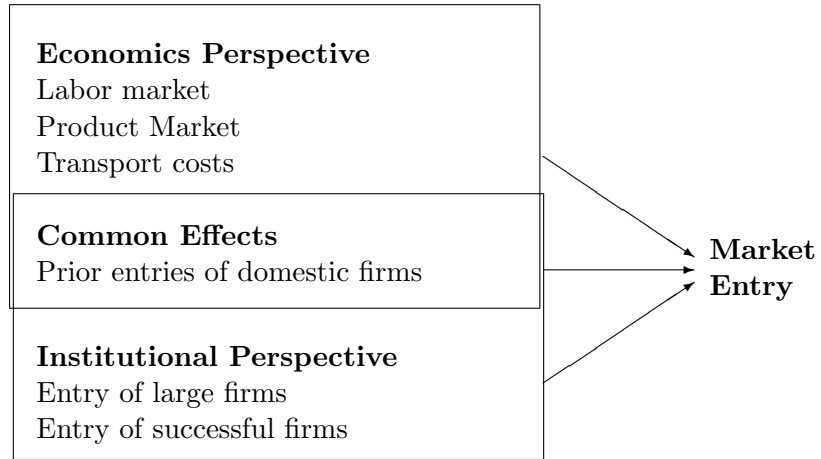 Economics Perspective
Labor market
Product Market
Transport costs
Common Effects
Prior entries of domestic firms
Institutional Perspective
Entry of large firms
Entry of successful firms
Market
Entry